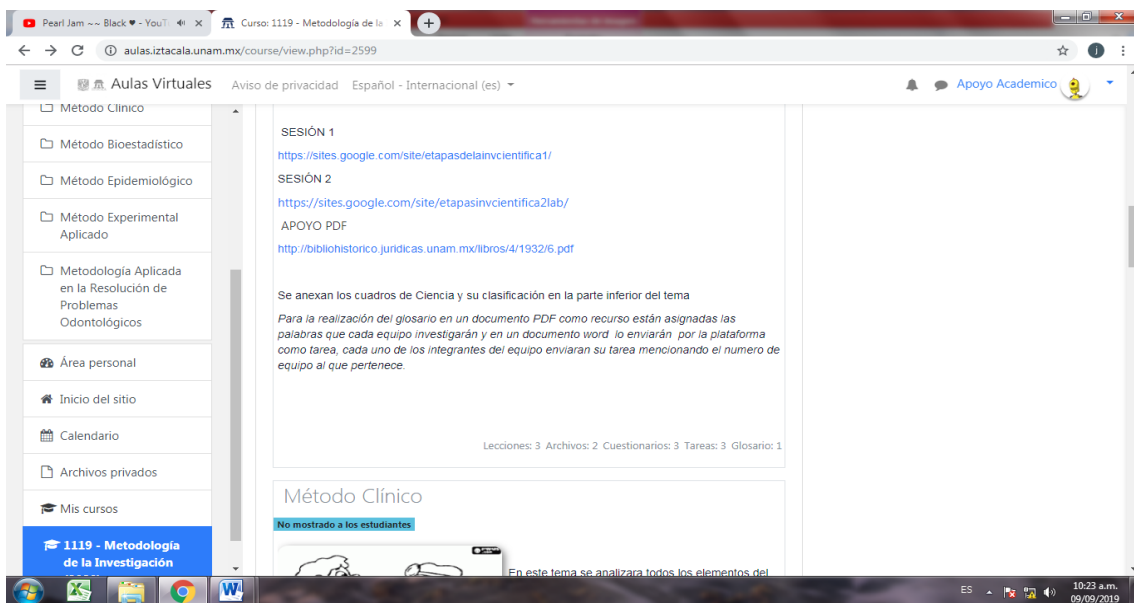 Pearl Jam ~~ Black ♥ - YouT
Curso: 1119 - Metodología de la
aulas.iztacala.unam.mx/course/view.php?id=2599
Aulas Virtuales Aviso de privacidad Español - Internacional (es)
Apoyo Academico
Método Clínico
Método Bioestadístico
Método Epidemiológico
Método Experimental
Aplicado
Metodología Aplicada
en la Resolución de
Problemas
Odontológicos
Área personal
Inicio del sitio
Calendario
Archivos privados
Mis cursos
1119 - Metodología
de la Investigación
SESIÓN 1
https://sites.google.com/site/etapasdelainvcientifica1/
SESIÓN 2
https://sites.google.com/site/etapasinvcientifica2lab/
APOYO PDF
http://bibliohistorico.juridicas.unam.mx/libros/4/1932/6.pdf
Se anexan los cuadros de Ciencia y su clasificación en la parte inferior del tema
Para la realización del glosario en un documento PDF como recurso están asignadas las
palabras que cada equipo investigarán y en un documento word lo enviarán por la plataforma
como tarea, cada uno de los integrantes del equipo enviaran su tarea mencionando el numero de
equipo al que pertenece.
Lecciones: 3 Archivos: 2 Cuestionarios: 3 Tareas: 3 Glosario: 1
Método Clínico
No mostrado a los estudiantes
En este tema se analizara todos los elementos del
ES
10:23 a.m.
09/09/2019